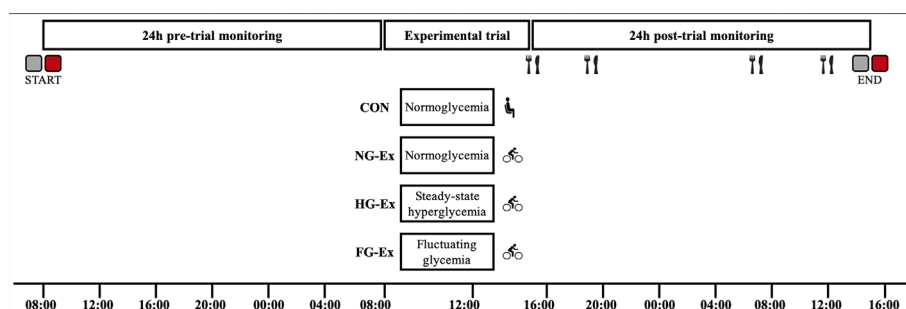 24h pre-trial monitoring
Experimental trial
24h post-trial monitoring
START
END
CON
Normoglycemia
NG-Ex
Normoglycemia
HG-Ex
Steady-state
hyperglycemia
FG-Ex
Fluctuating
glycemia
08:00 12:00 16:00 20:00 00:00 04:00 08:00 12:00 16:00 20:00 00:00 04:00 08:00 12:00 16:00